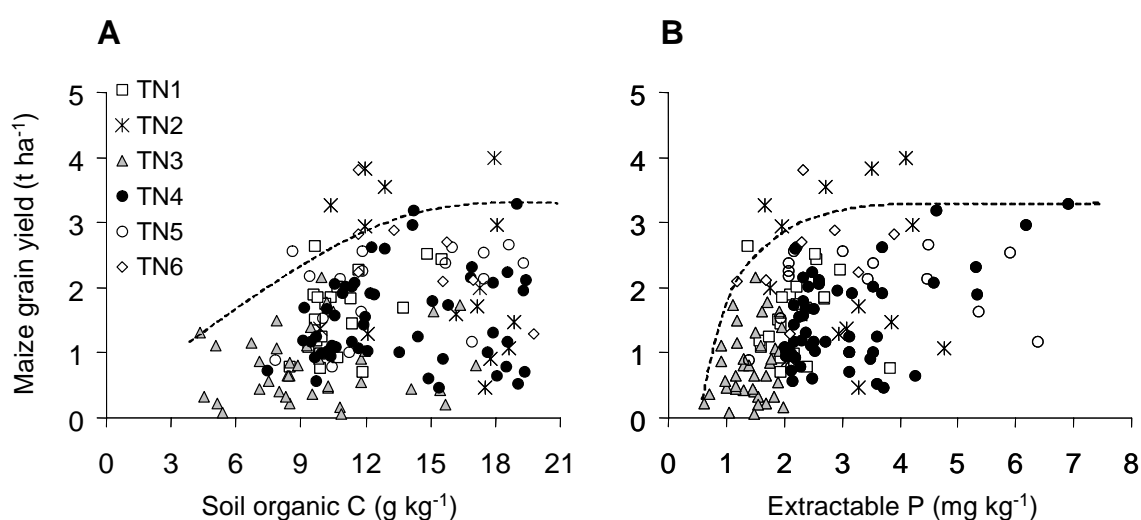 A
B
Maize grain yield (t ha⁻¹)
5
4
3
2
1
0
TN1
TN2
TN3
TN4
TN5
TN6
0 3 6 9 12 15 18 21
Soil organic C (g kg⁻¹)
5
4
3
2
1
0
0 1 2 3 4 5 6 7 8
Extractable P (mg kg⁻¹)